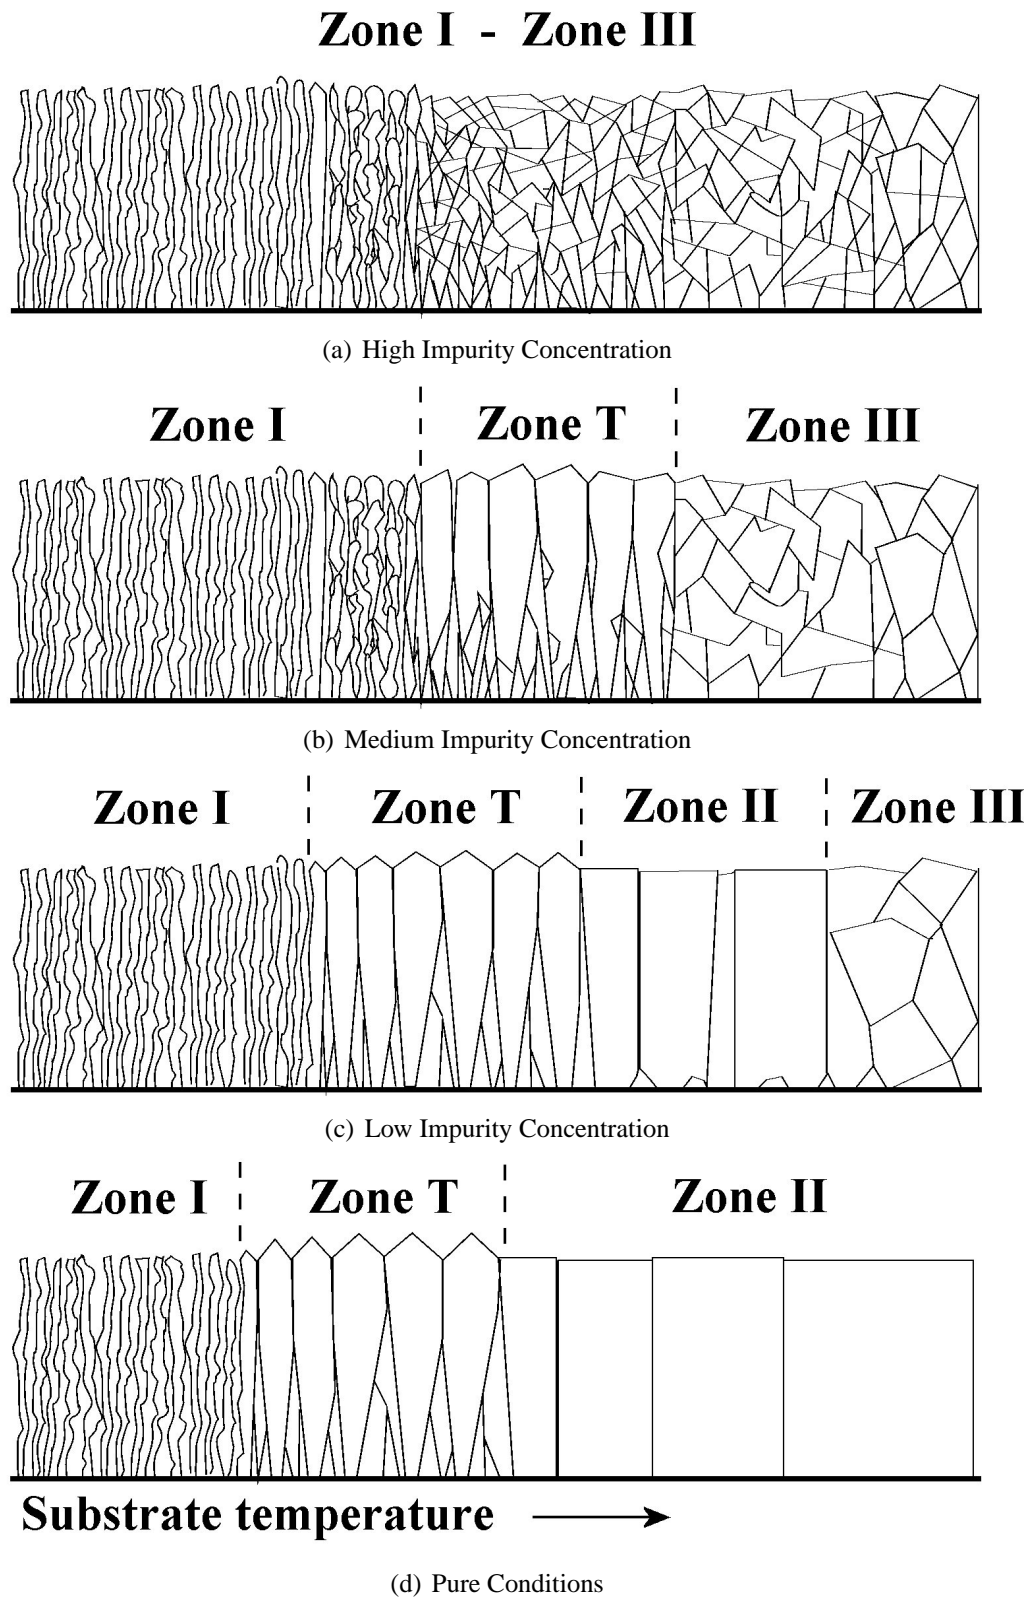 Zone I - Zone III
(a) High Impurity Concentration
Zone I Zone T Zone III
(b) Medium Impurity Concentration
Zone I Zone T Zone II Zone III
(c) Low Impurity Concentration
Zone I Zone T Zone II
Substrate temperature
(d) Pure Conditions